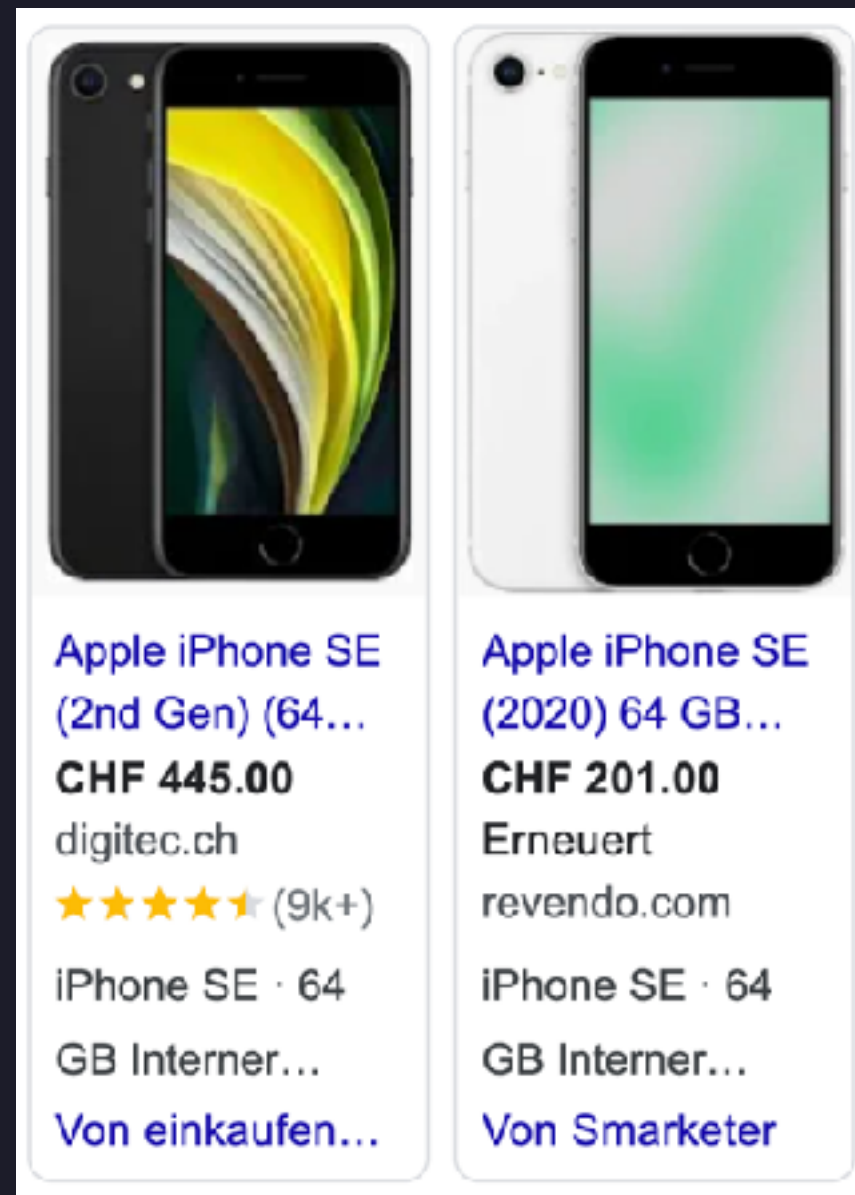 Apple iPhone SE
(2nd Gen) (64...
CHF 445.00
digitec.ch
(9k+)
iPhone SE · 64
GB Interner...
Von einkaufen...
Apple iPhone SE
(2020) 64 GB...
CHF 201.00
Erneuert
revendo.com
iPhone SE · 64
GB Interner...
Von Smarketer